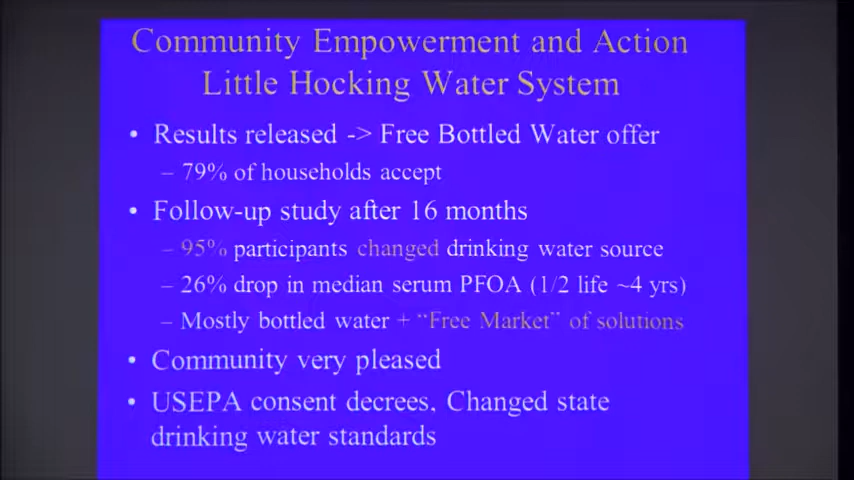 Community Empowerment and Action
Little Hocking Water System
• Results released -> Free Bottled Water offer
– 79% of households accept
• Follow-up study after 16 months
– 95% participants changed drinking water source
– 26% drop in median serum PFOA (1/2 life ~4 yrs)
– Mostly bottled water + "Free Market" of solutions
• Community very pleased
• USEPA consent decrees, Changed state
drinking water standards